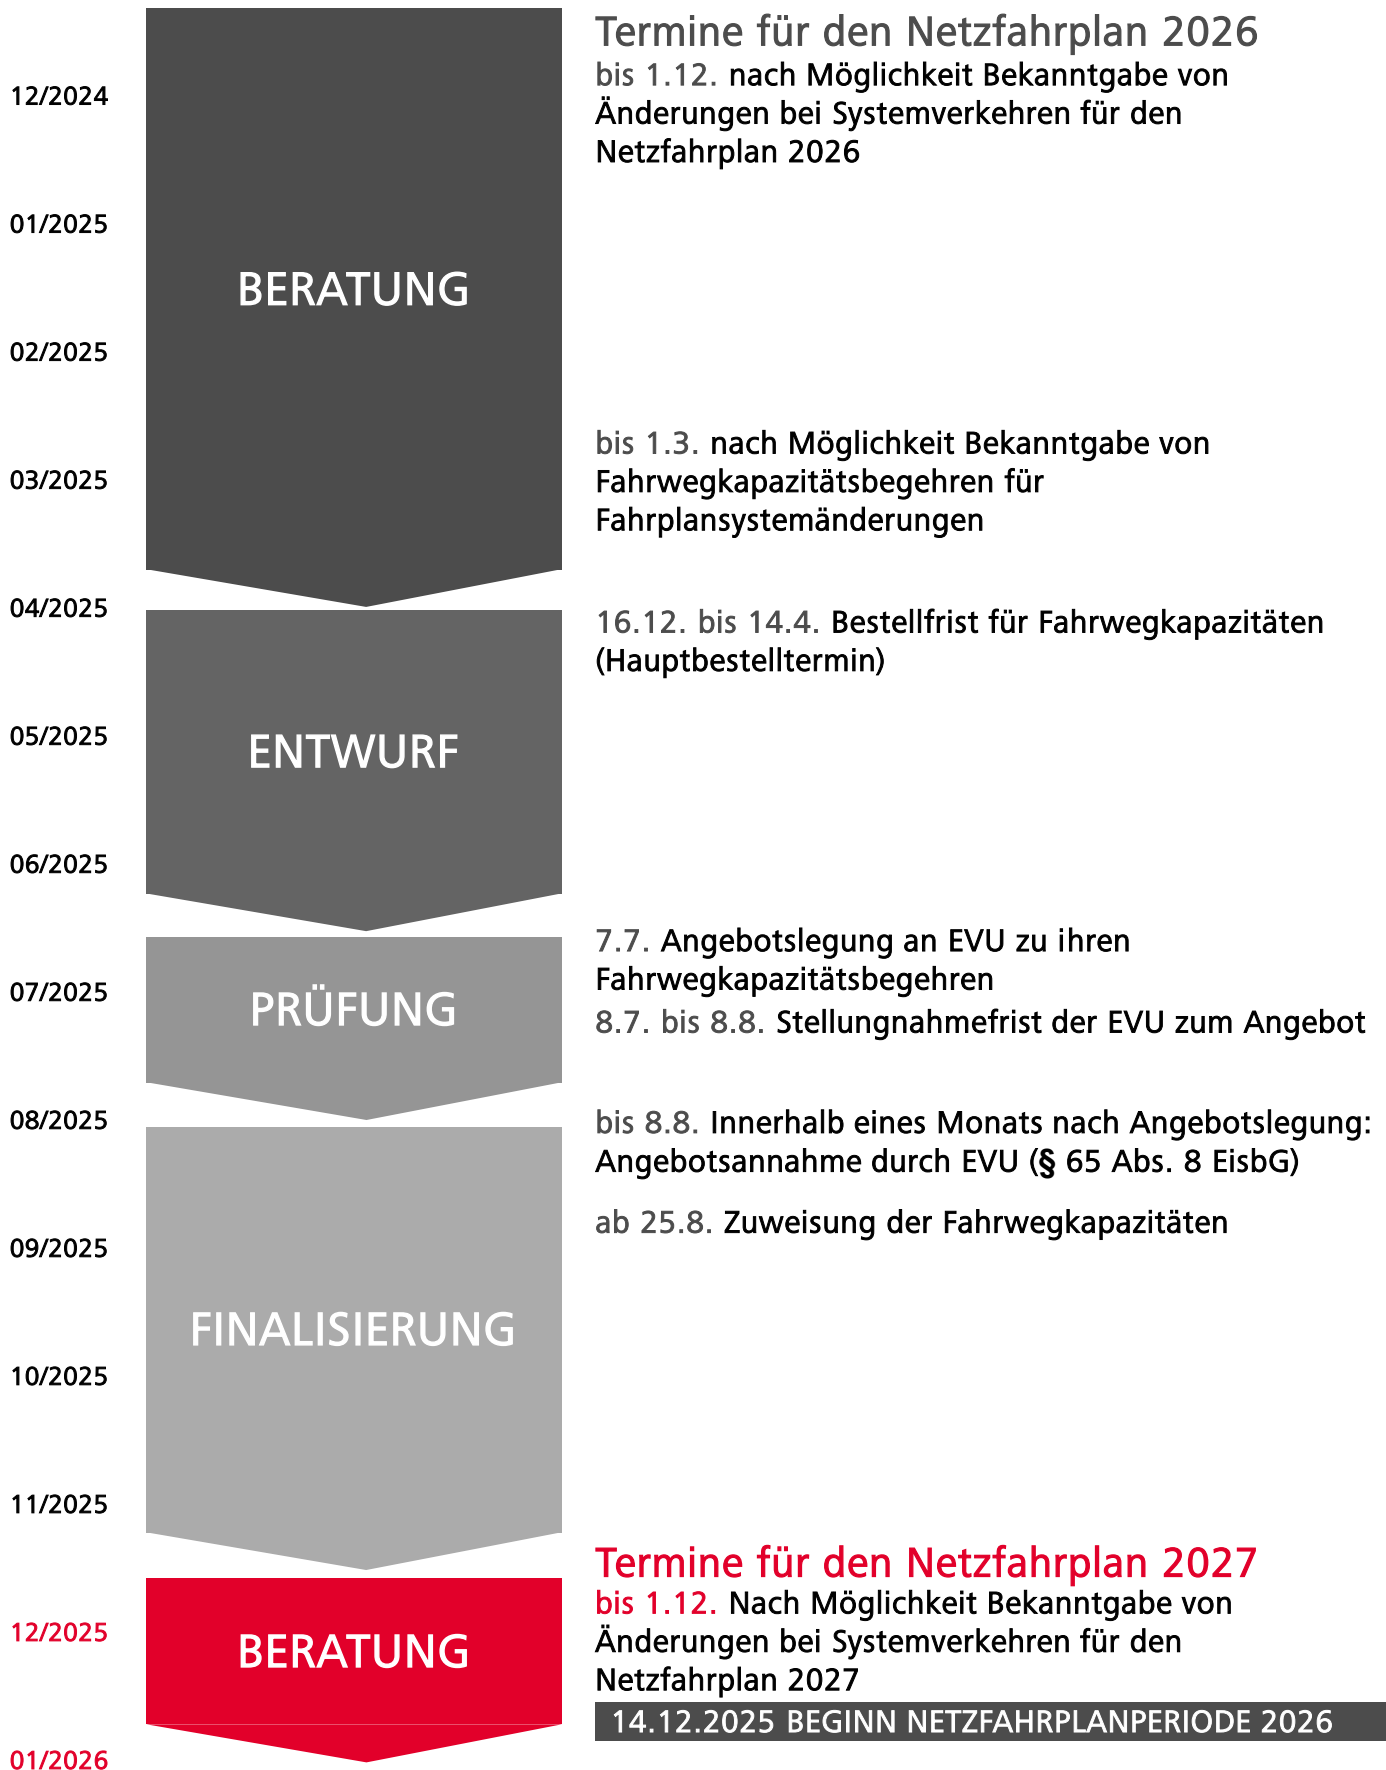 Termine für den Netzfahrplan 2026
bis 1.12. nach Möglichkeit Bekanntgabe von
Änderungen bei Systemverkehren für den
Netzfahrplan 2026
12/2024
01/2025
BERATUNG
02/2025
bis 1.3. nach Möglichkeit Bekanntgabe von
Fahrwegkapazitätsbegehren für
Fahrplansystemänderungen
03/2025
04/2025
16.12. bis 14.4. Bestellfrist für Fahrwegkapazitäten
(Hauptbestelltermin)
05/2025
ENTWURF
06/2025
7.7. Angebotslegung an EVU zu ihren
Fahrwegkapazitätsbegehren
07/2025
PRÜFUNG
8.7. bis 8.8. Stellungnahmefrist der EVU zum Angebot
08/2025
bis 8.8. Innerhalb eines Monats nach Angebotslegung:
Angebotsannahme durch EVU (§ 65 Abs. 8 EisbG)
ab 25.8. Zuweisung der Fahrwegkapazitäten
09/2025
FINALISIERUNG
10/2025
11/2025
Termine für den Netzfahrplan 2027
bis 1.12. Nach Möglichkeit Bekanntgabe von
Änderungen bei Systemverkehren für den
Netzfahrplan 2027
12/2025
BERATUNG
14.12.2025 BEGINN NETZFAHRPLANPERIODE 2026
01/2026